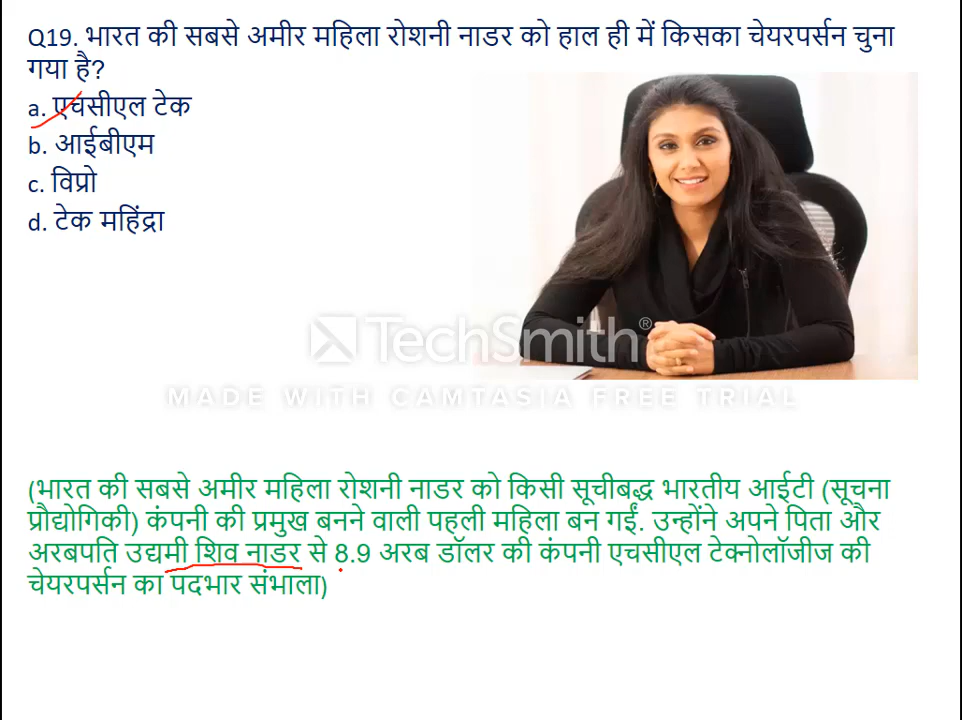 Q19. भारत की सबसे अमीर महिला रोशनी नाडर को हाल ही में किसका चेयरपर्सन चुना
गया है?
a. एचसीएल टेक
b. आईबीएम
c. विप्रो
d. टेक महिंद्रा
TechSmith®
MADE WITH CAMTASIA FREE TRIAL
(भारत की सबसे अमीर महिला रोशनी नाडर को किसी सूचीबद्ध भारतीय आईटी (सूचना
प्रौद्योगिकी) कंपनी की प्रमुख बनने वाली पहली महिला बन गईं. उन्होंने अपने पिता और
अरबपति उद्यमी शिव नाडर से 8.9 अरब डॉलर की कंपनी एचसीएल टेक्नोलॉजीज की
चेयरपर्सन का पदभार संभाला)